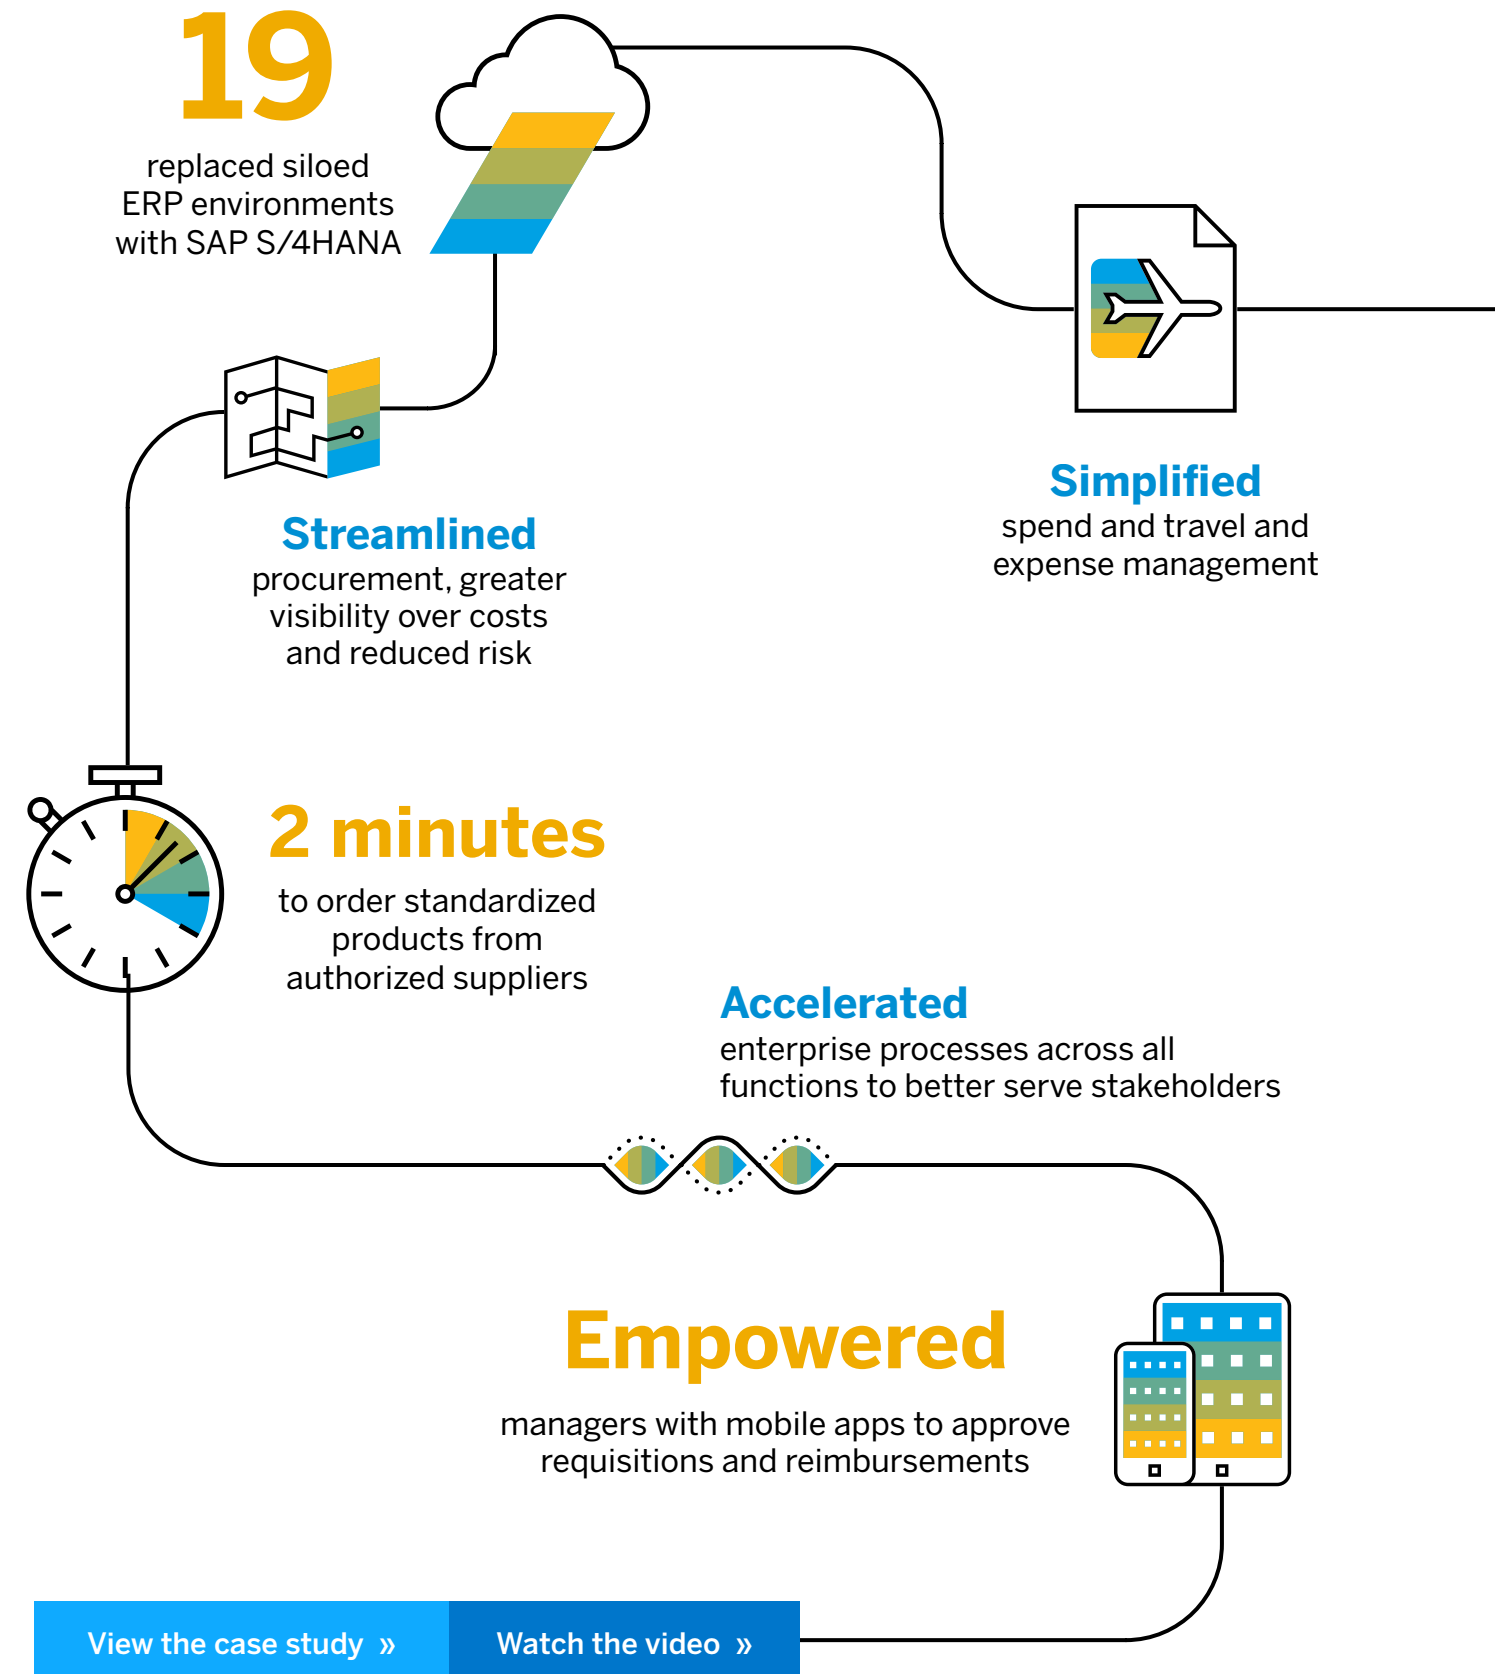 19
replaced siloed
ERP environments
with SAP S/4HANA
Simplified
spend and travel and
expense management
Streamlined
procurement, greater
visibility over costs
and reduced risk
2 minutes
to order standardized
products from
authorized suppliers
Accelerated
enterprise processes across all
functions to better serve stakeholders
Empowered
managers with mobile apps to approve
requisitions and reimbursements
View the case study »
Watch the video »